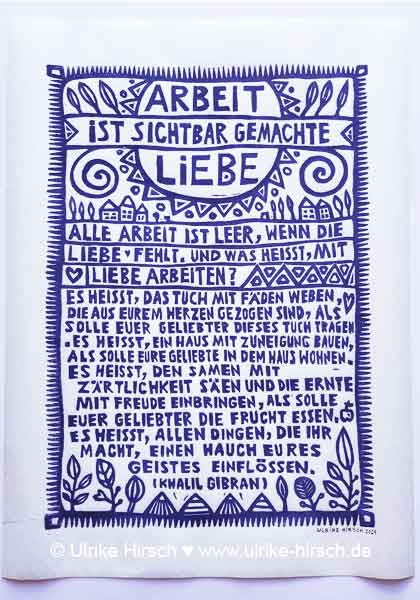 ARBEIT
iST SICHTBAR GEMACHTE
LiEBE
ALLE ARBEIT IST LEER, WENN DIE
LIEBE ♥ FEHLT. UND WAS HEISST, MIT
LIEBE ARBEITEN?
ES HEISST, DAS TUCH MIT FÄDEN WEBEN,
DIE AUS EUREM HERZEN GEZOGEN SIND, ALS
SOLLE EUER GELIEBTER DIESES TUCH TRAGEN
.ES HEISST, EIN HAUS MIT ZUNEIGUNG BAUEN,
ALS SOLLE EURE GELIEBTE IN DEM HAUS WOHNEN.
ES HEISST, DEN SAMEN MIT
ZÄRTLICHKEIT SÄEN UND DIE ERNTE
MIT FREUDE EINBRINGEN, ALS SOLLE
EUER GELIEBTER DIE FRUCHT ESSEN.
ES HEISST, ALLEN DINGEN, DIE IHR
MACHT, EINEN HAUCH EURES
GEISTES EINFLÖSSEN.
(KHALIL GIBRAN)
ULRIKE HIRSCH 2024
© Ulrike Hirsch ♥ www.ulrike-hirsch.de